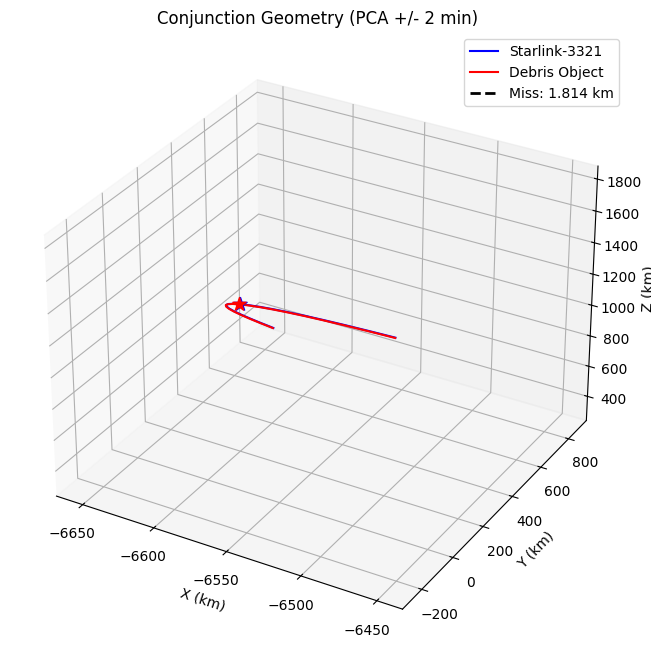 Conjunction Geometry (PCA +/- 2 min)
Starlink-3321
Debris Object
Miss: 1.814 km
1800
1600
1400
1200
1000
800
600
400
Z (km)
800
600
400
200
0
−200
Y (km)
−6650
−6600
−6550
−6500
−6450
X (km)